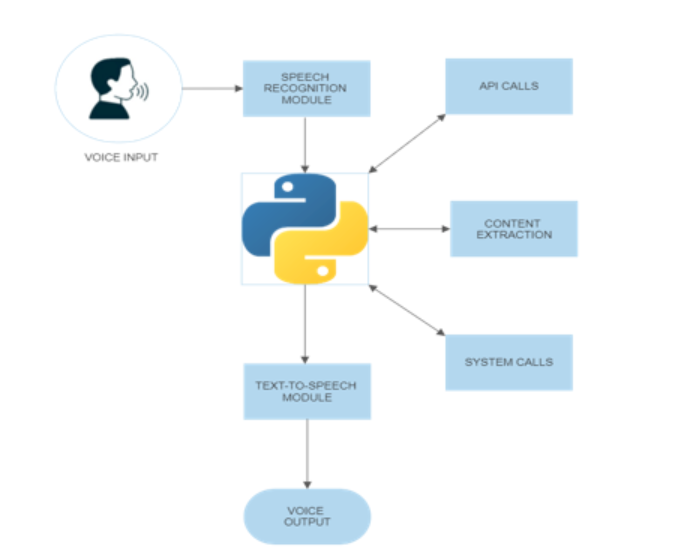 SPEECH
RECOGNITION
MODULE
API CALLS
VOICE INPUT
CONTENT
EXTRACTION
SYSTEM CALLS
TEXT-TO-SPEECH
MODULE
VOICE
OUTPUT